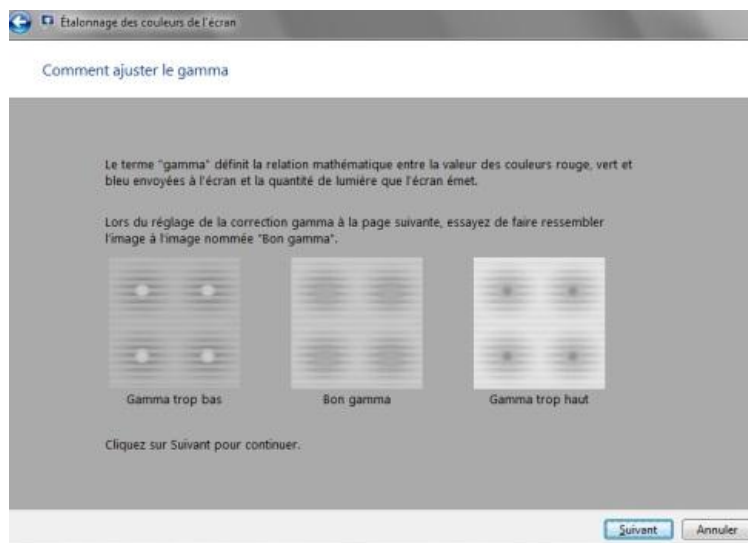 Étalonnage des couleurs de l'écran
Comment ajuster le gamma
Le terme "gamma" définit la relation mathématique entre la valeur des couleurs rouge, vert et
bleu envoyées à l'écran et la quantité de lumière que l'écran émet.
Lors du réglage de la correction gamma à la page suivante, essayez de faire ressembler
l'image à l'image nommée "Bon gamma".
Gamma trop bas
Bon gamma
Gamma trop haut
Cliquez sur Suivant pour continuer.
Suivant
Annuler